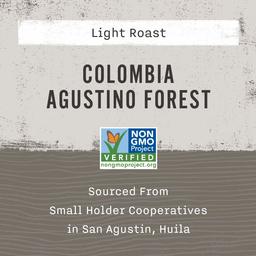 Light Roast
COLOMBIA
AGUSTINO FOREST
NON
GMO
Project
VERIFIED
nongmoproject.org
Sourced From
Small Holder Cooperatives
in San Agustin, Huila